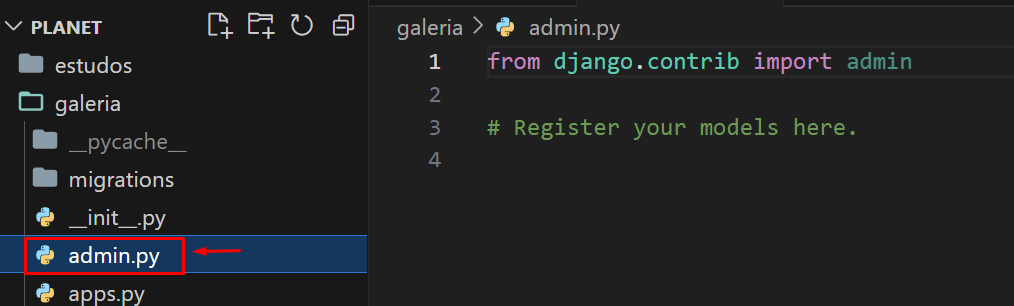 PLANET
estudos
galeria
__pycache__
migrations
__init__.py
admin.py
apps.py
galeria > admin.py
1 from django.contrib import admin
2
3 # Register your models here.
4